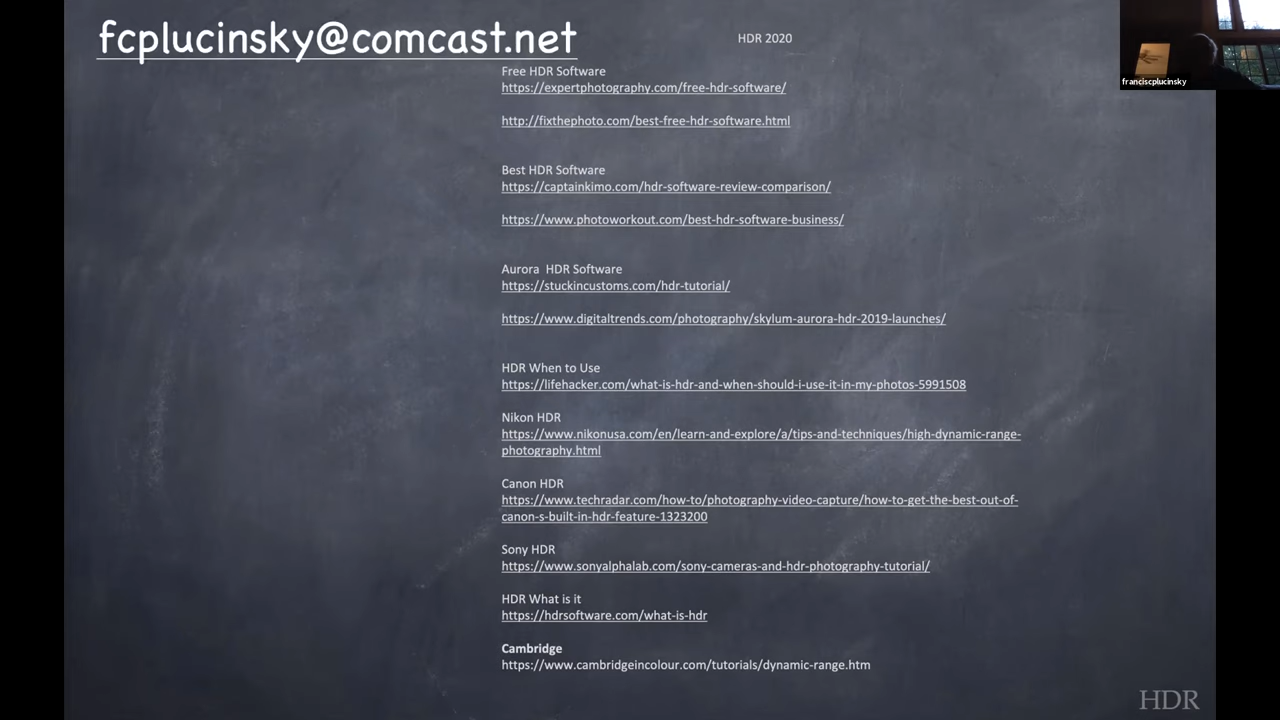 fcplucinsky@comcast.net
HDR 2020
franciscplucinsky
Free HDR Software
https://expertphotography.com/free-hdr-software/
http://fixthephoto.com/best-free-hdr-software.html
Best HDR Software
https://captainkimo.com/hdr-software-review-comparison/
https://www.photoworkout.com/best-hdr-software-business/
Aurora  HDR Software
https://stuckincustoms.com/hdr-tutorial/
https://www.digitaltrends.com/photography/skylum-aurora-hdr-2019-launches/
HDR When to Use
https://lifehacker.com/what-is-hdr-and-when-should-i-use-it-in-my-photos-5991508
Nikon HDR
https://www.nikonusa.com/en/learn-and-explore/a/tips-and-techniques/high-dynamic-range-
photography.html
Canon HDR
https://www.techradar.com/how-to/photography-video-capture/how-to-get-the-best-out-of-
canon-s-built-in-hdr-feature-1323200
Sony HDR
https://www.sonyalphalab.com/sony-cameras-and-hdr-photography-tutorial/
HDR What is it
https://hdrsoftware.com/what-is-hdr
Cambridge
https://www.cambridgeincolour.com/tutorials/dynamic-range.htm
HDR